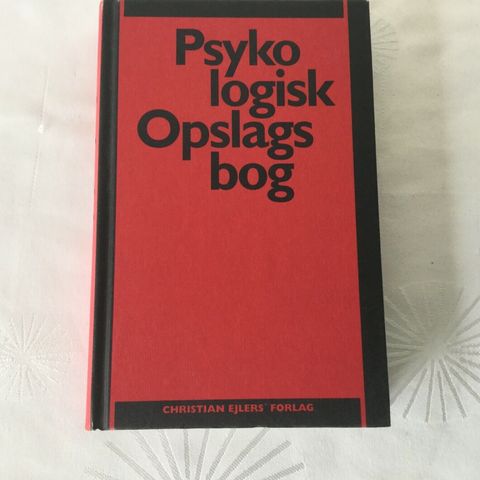 Psyko
logisk
Opslags
bog
CHRISTIAN EJLERS' FORLAG